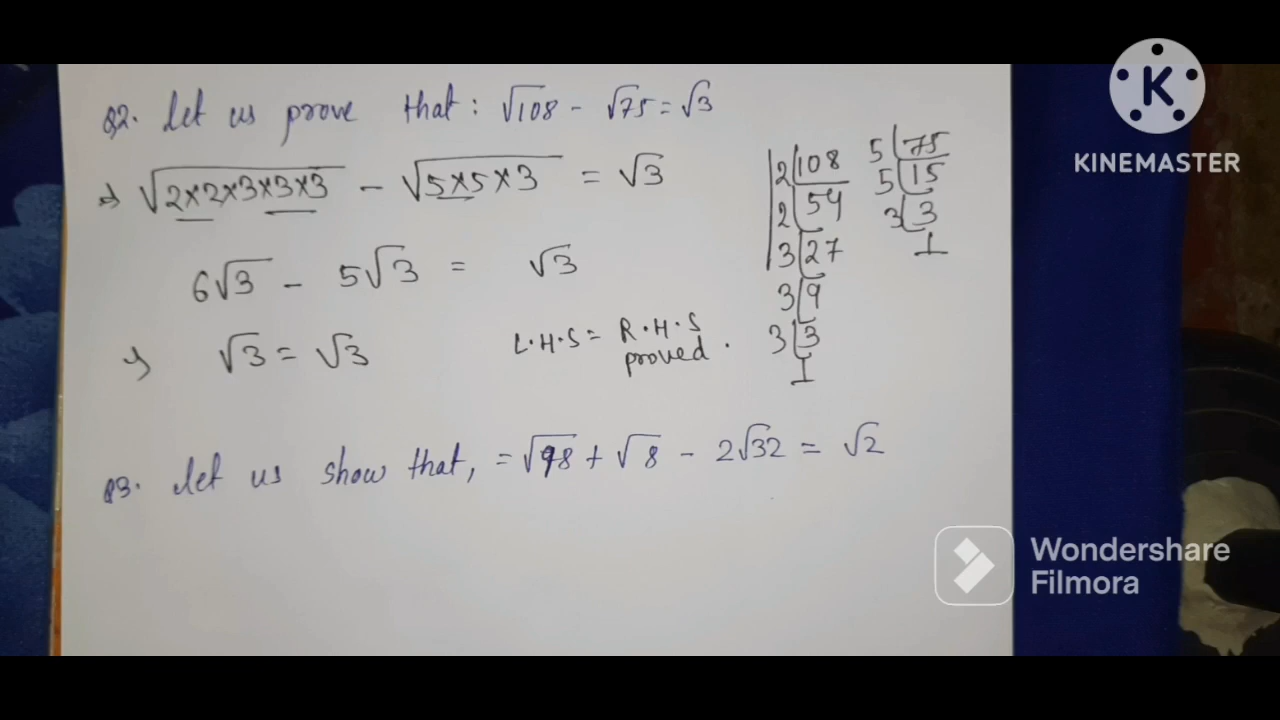 Q2. Let us prove that: √108 - √75 = √3
⇒ √2×2×3×3×3 - √5×5×3 = √3
6√3 - 5√3 = √3
⇒ √3 = √3
L.H.S = R.H.S
proved.
2 108
2 54
3 27
3 9
3 3
1
5 75
5 15
3 3
1
Q3. Let us show that, = √98 + √8 - 2√32 = √2
K
KINEMASTER
Wondershare
Filmora